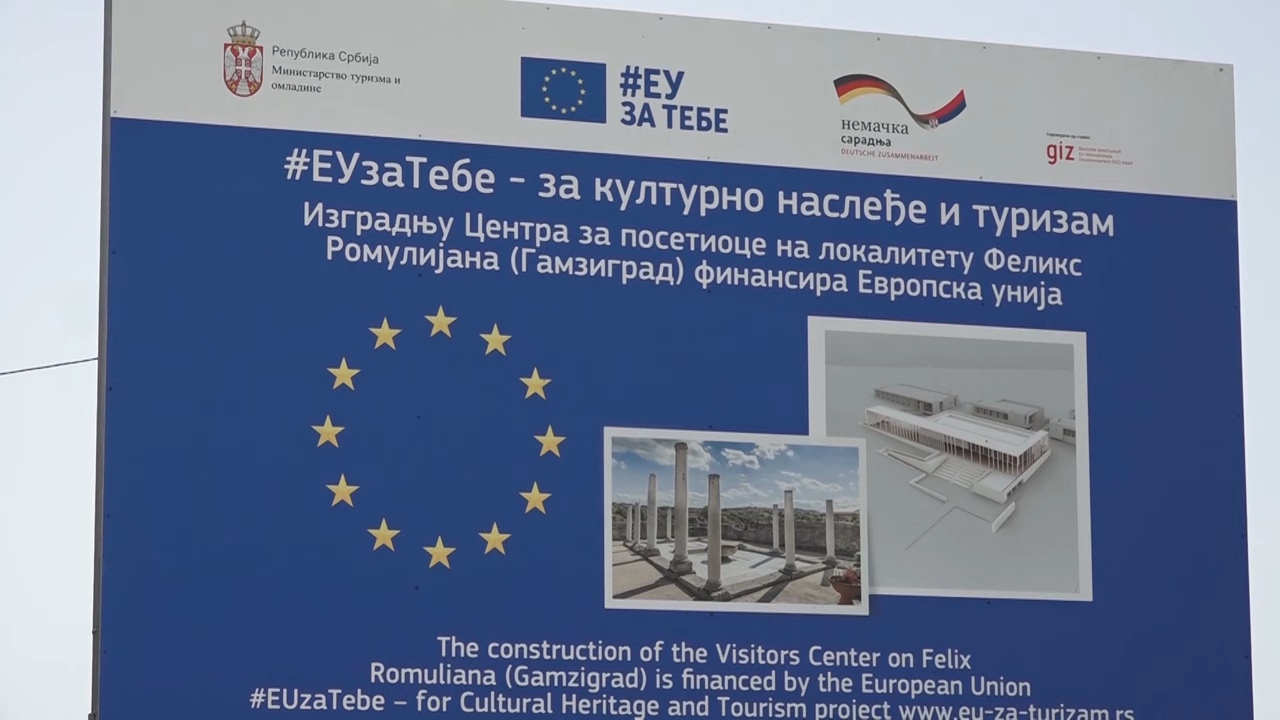 Република Србија
Министарство туризма и
омладине
#ЕУ
ЗА ТЕБЕ
немачка
сарадња
DEUTSCHE ZUSAMMENARBEIT
giz
#ЕУзаТебе - за културно наслеђе и туризам
Изградњу Центра за посетиоце на локалитету Феликс
Ромулијана (Гамзиград) финансира Европска унија
The construction of the Visitors Center on Felix
Romuliana (Gamzigrad) is financed by the European Union
#EUzaTebe – for Cultural Heritage and Tourism project www.eu-za-turizam.rs